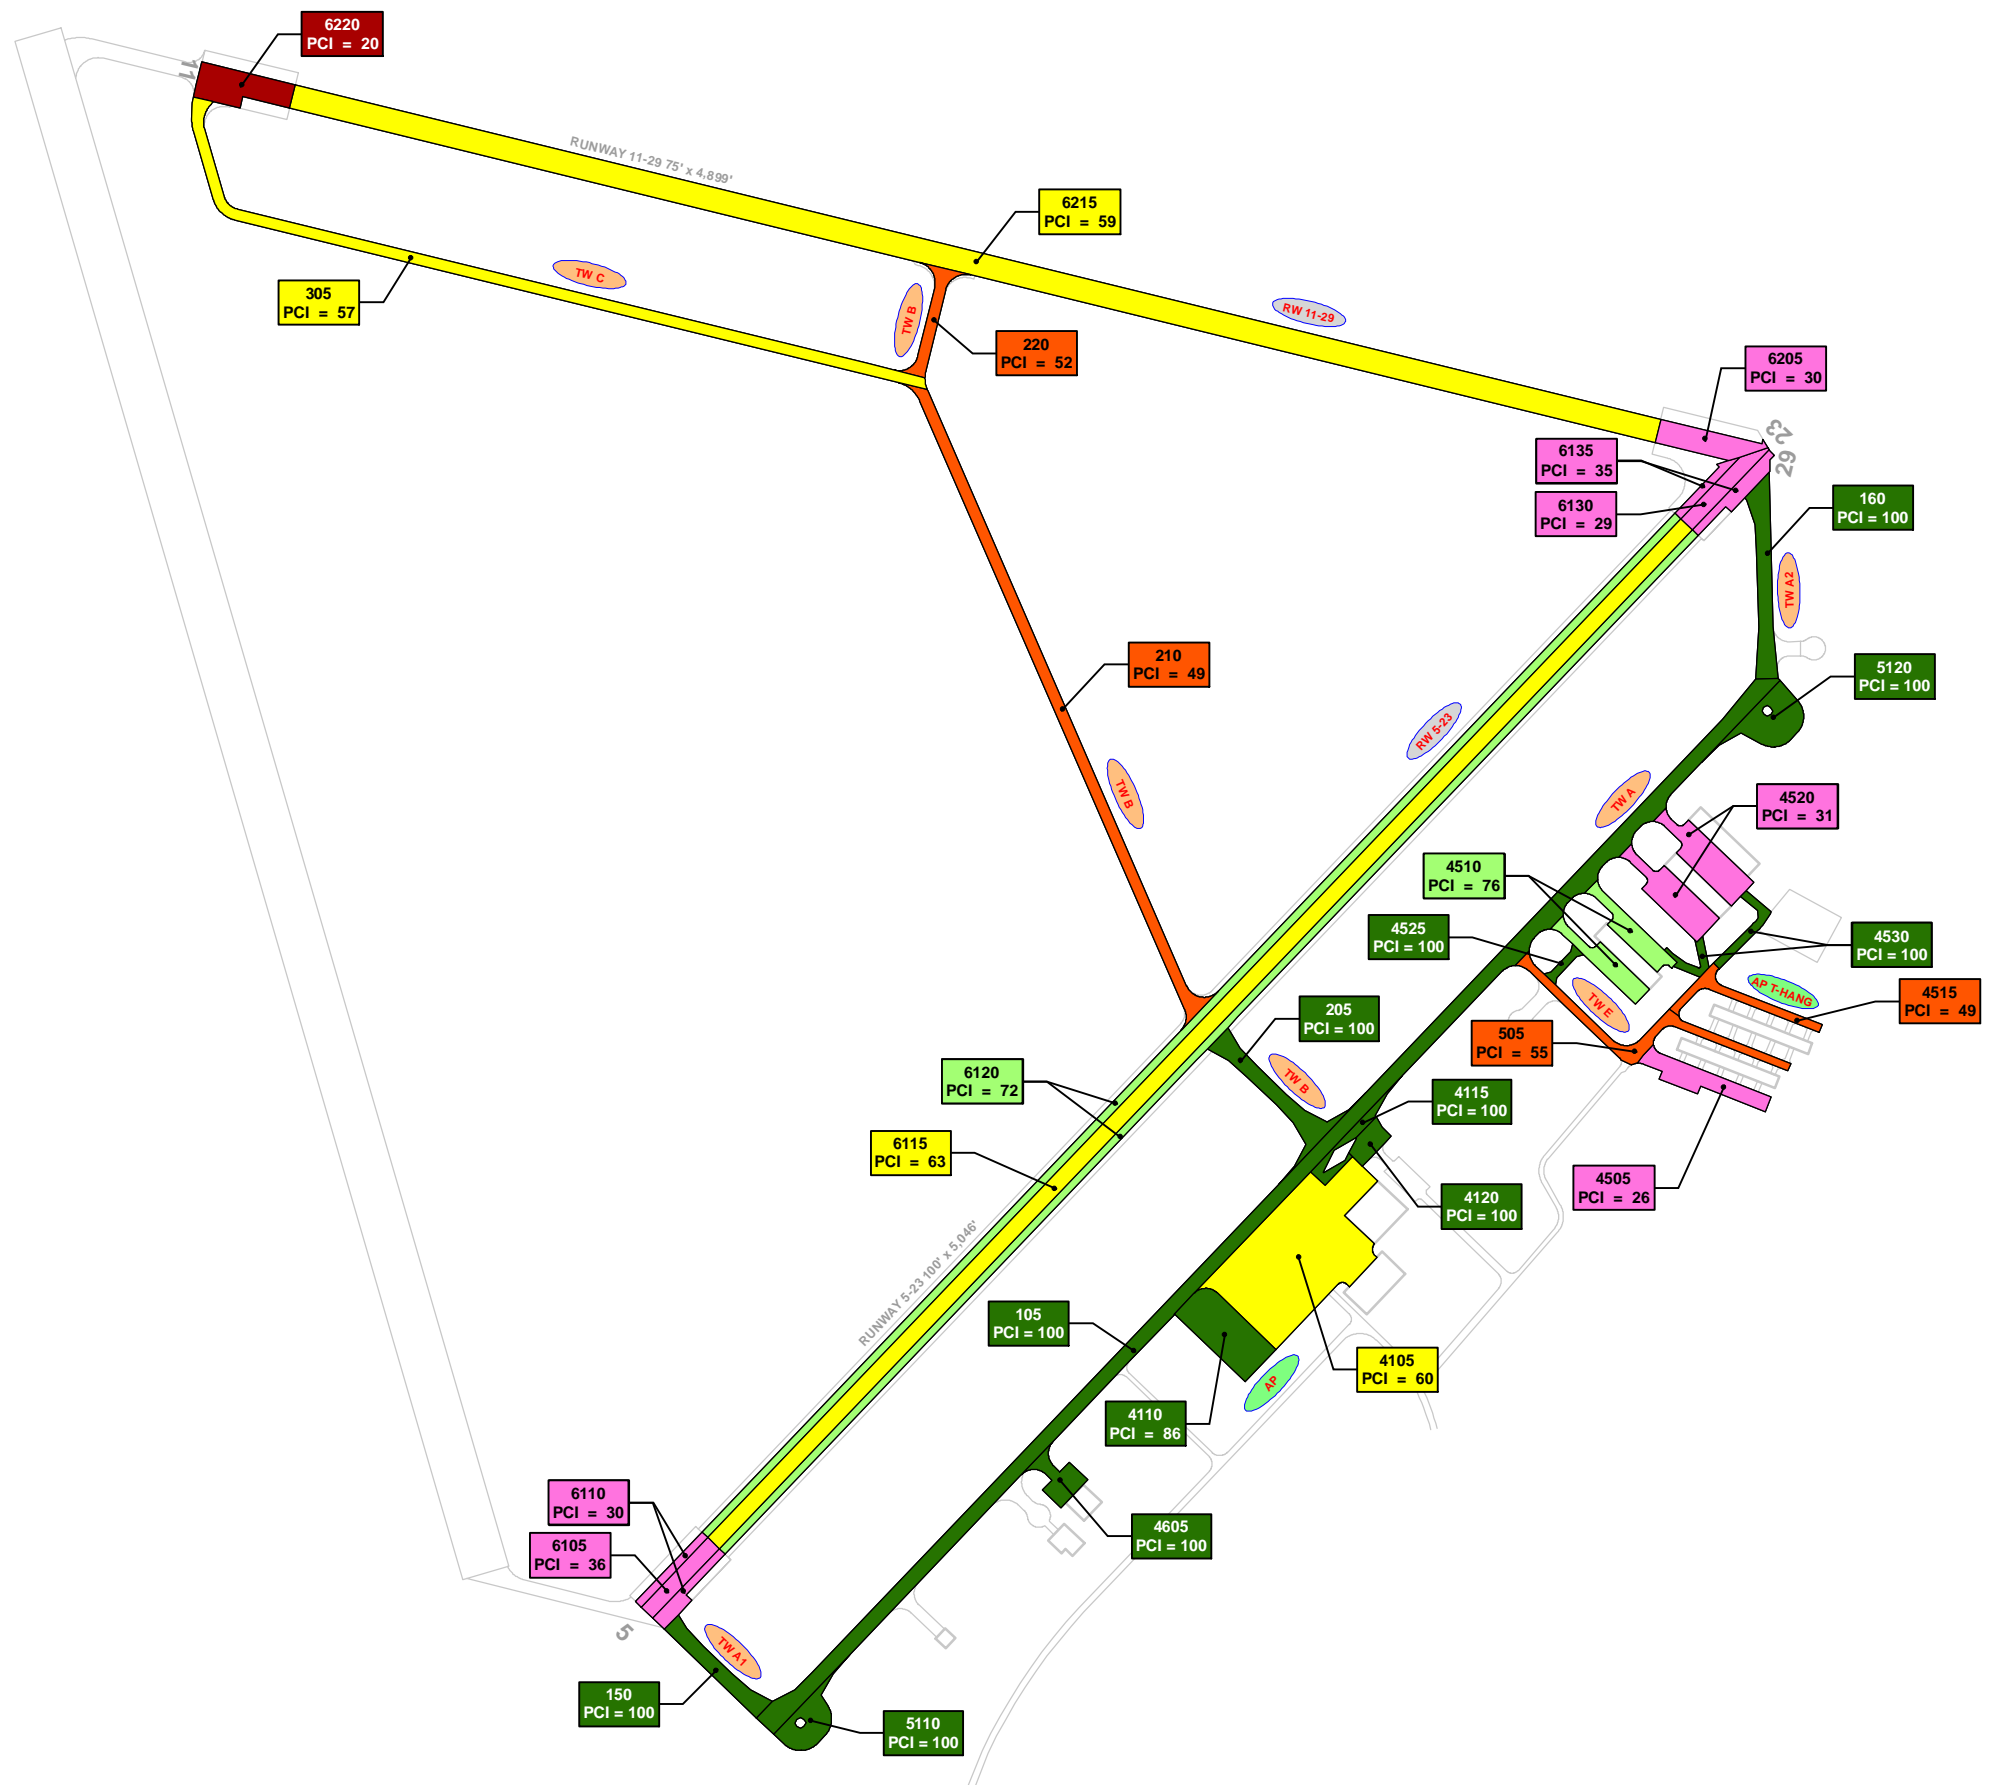 6220
PCI = 20
11
RUNWAY 11-29 75' x 4,899'
6215
PCI = 59
TW C
305
PCI = 57
TW B
220
PCI = 52
RW 11-29
6205
PCI = 30
23
29
6135
PCI = 35
6130
PCI = 29
160
PCI = 100
TW A2
210
PCI = 49
5120
PCI = 100
RW 5-23
TW B
TW A
4520
PCI = 31
4510
PCI = 76
4525
PCI = 100
4530
PCI = 100
AP T-HANG
4515
PCI = 49
TW E
205
PCI = 100
505
PCI = 55
6120
PCI = 72
TW B
4115
PCI = 100
6115
PCI = 63
4505
PCI = 26
4120
PCI = 100
RUNWAY 5-23 100' x 5,046'
105
PCI = 100
4105
PCI = 60
AP
4110
PCI = 86
6110
PCI = 30
6105
PCI = 36
4605
PCI = 100
5
TW A1
150
PCI = 100
5110
PCI = 100